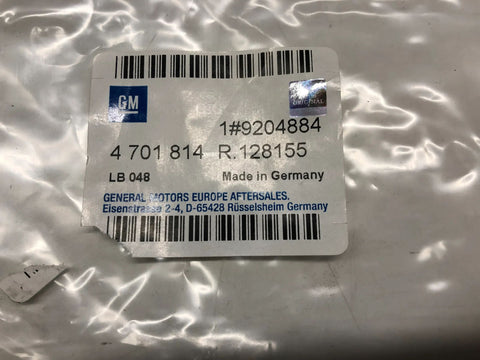 GM
ORIGINAL
1#9204884
4 701 814 R.128155
LB 048 Made in Germany
GENERAL MOTORS EUROPE AFTERSALES.
Eisenstrasse 2-4, D-65428 Rüsselsheim Germany